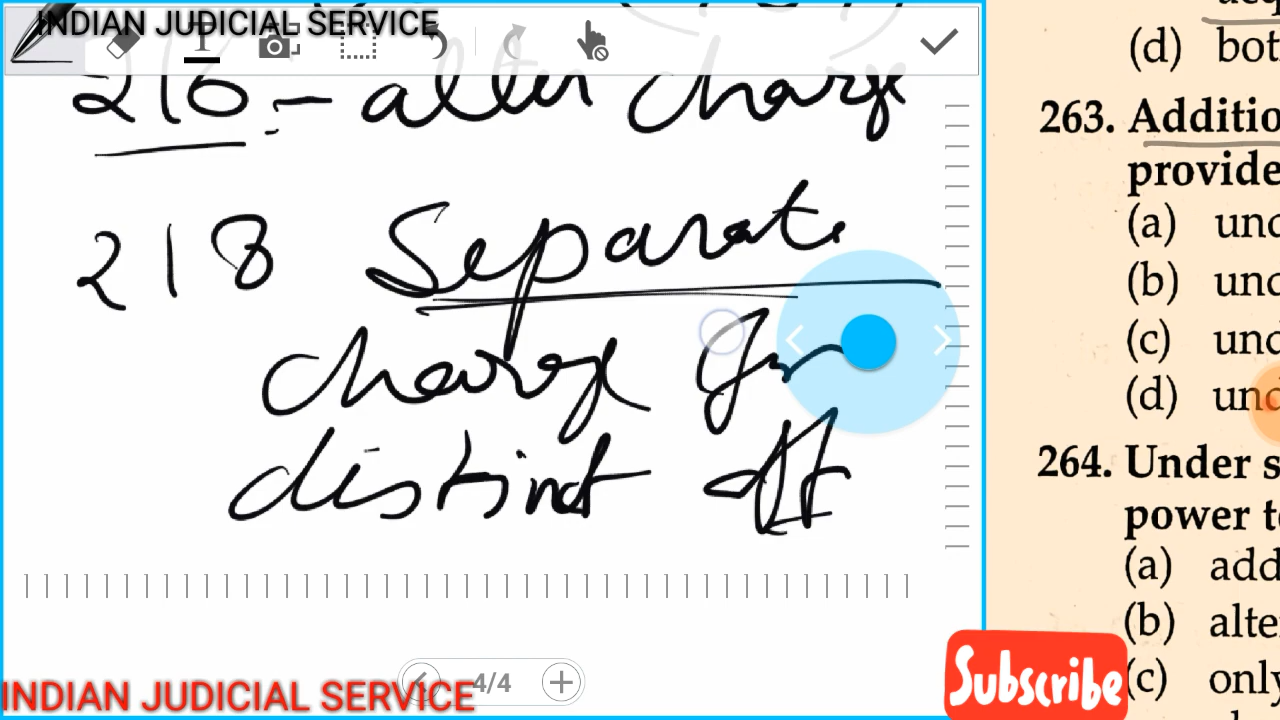 INDIAN JUDICIAL SERVICE
216:- alter charge
218 Separate
charge for
distinct off
4/4
INDIAN JUDICIAL SERVICE
Subscribe
(d) bot
263. Additio
provide
(a) und
(b) und
(c) und
(d) und
264. Under s
power to
(a) add
(b) alte
(c) only